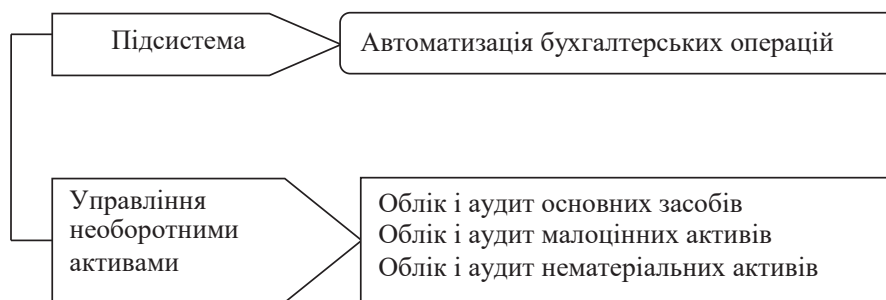 Підсистема
Автоматизація бухгалтерських операцій
Управління
необоротними
активами
Облік і аудит основних засобів
Облік і аудит малоцінних активів
Облік і аудит нематеріальних активів